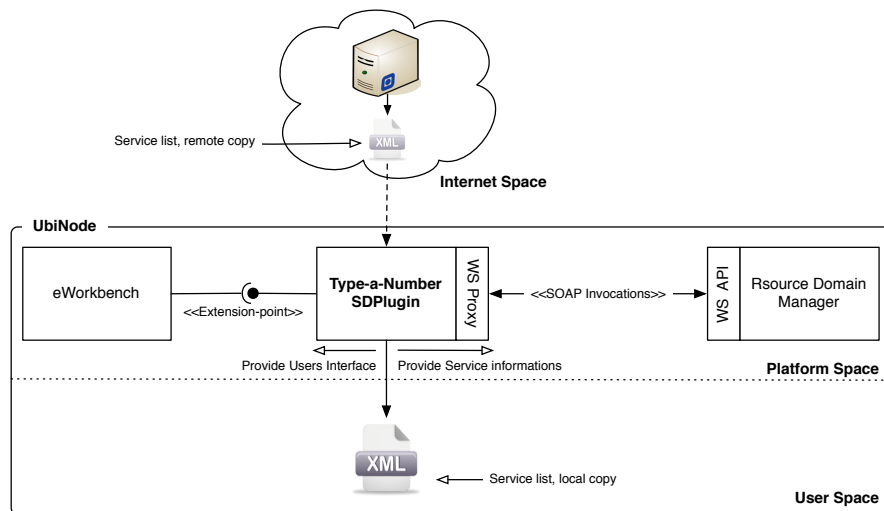 XML
Service list, remote copy
Internet Space
UbiNode
eWorkbench
<<Extension-point>>
Type-a-Number
SDPlugin
WS Proxy
<<SOAP Invocations>>
WS API
Rsource Domain
Manager
Provide Users Interface
Provide Service informations
Platform Space
XML
Service list, local copy
User Space